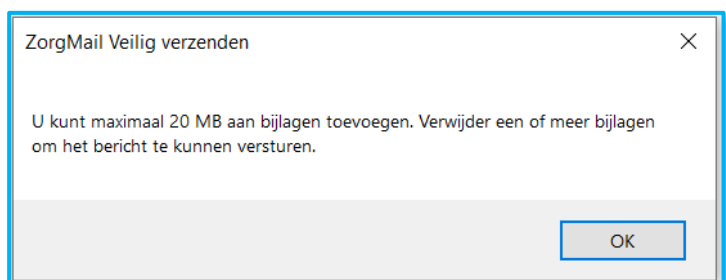 ZorgMail Veilig verzenden
U kunt maximaal 20 MB aan bijlagen toevoegen. Verwijder een of meer bijlagen
om het bericht te kunnen versturen.
OK